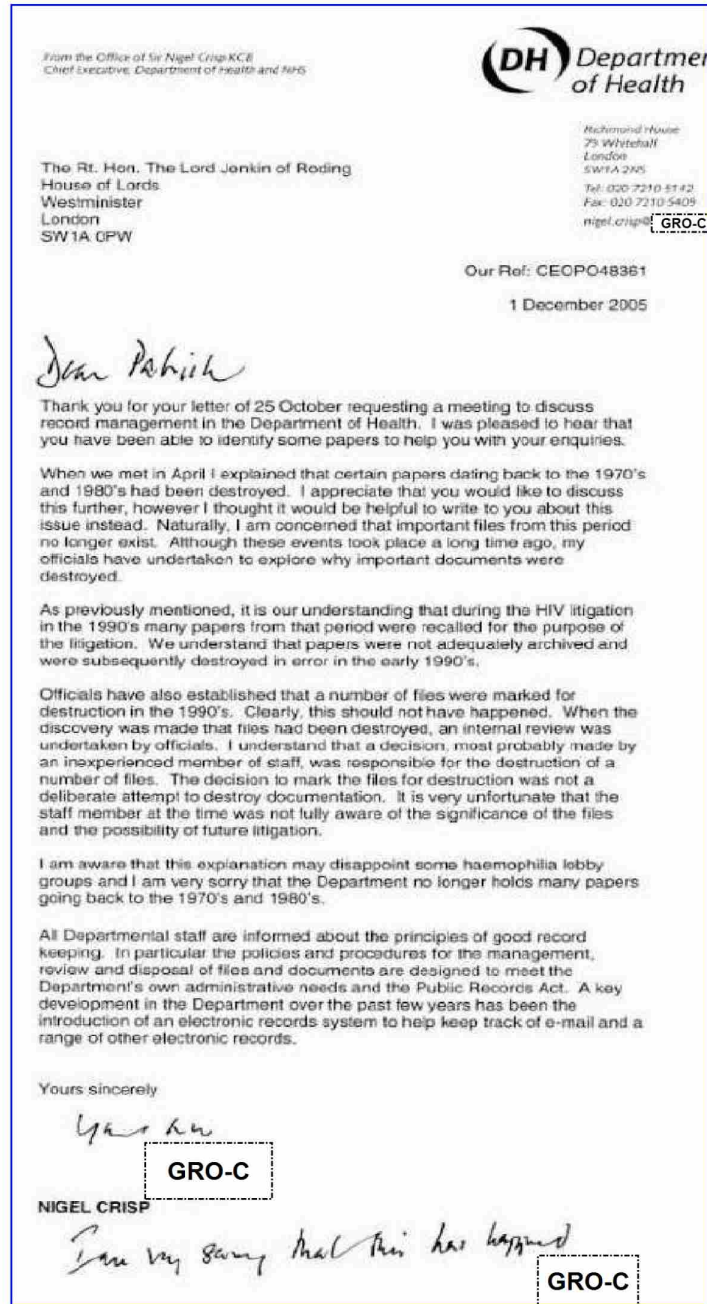 From the Office of Sir Nigel Crisp KCB
Chief Executive, Department of Health and NHS
DH Departmen
of Health
Richmond House
79 Whitehall
London
SW1A 2NS
Tel: 020 7210 5142
Fax: 020 7210 5409
nigel.crisp@ GRO-C
The Rt. Hon. The Lord Jenkin of Roding
House of Lords
Westminister
London
SW1A 0PW
Our Ref: CEOPO48361
1 December 2005
Dear Patrick
Thank you for your letter of 25 October requesting a meeting to discuss
record management in the Department of Health. I was pleased to hear that
you have been able to identify some papers to help you with your enquiries.
When we met in April I explained that certain papers dating back to the 1970's
and 1980's had been destroyed. I appreciate that you would like to discuss
this further, however I thought it would be helpful to write to you about this
issue instead. Naturally, I am concerned that important files from this period
no longer exist. Although these events took place a long time ago, my
officials have undertaken to explore why important documents were
destroyed.
As previously mentioned, it is our understanding that during the HIV litigation
in the 1990's many papers from that period were recalled for the purpose of
the litigation. We understand that papers were not adequately archived and
were subsequently destroyed in error in the early 1990's.
Officials have also established that a number of files were marked for
destruction in the 1990's. Clearly, this should not have happened. When the
discovery was made that files had been destroyed, an internal review was
undertaken by officials. I understand that a decision, most probably made by
an inexperienced member of staff, was responsible for the destruction of a
number of files. The decision to mark the files for destruction was not a
deliberate attempt to destroy documentation. It is very unfortunate that the
staff member at the time was not fully aware of the significance of the files
and the possibility of future litigation.
I am aware that this explanation may disappoint some haemophilia lobby
groups and I am very sorry that the Department no longer holds many papers
going back to the 1970's and 1980's.
All Departmental staff are informed about the principles of good record
keeping. In particular the policies and procedures for the management,
review and disposal of files and documents are designed to meet the
Department's own administrative needs and the Public Records Act. A key
development in the Department over the past few years has been the
introduction of an electronic records system to help keep track of e-mail and a
range of other electronic records.
Yours sincerely
GRO-C
NIGEL CRISP
I am very sorry that this has happened
GRO-C